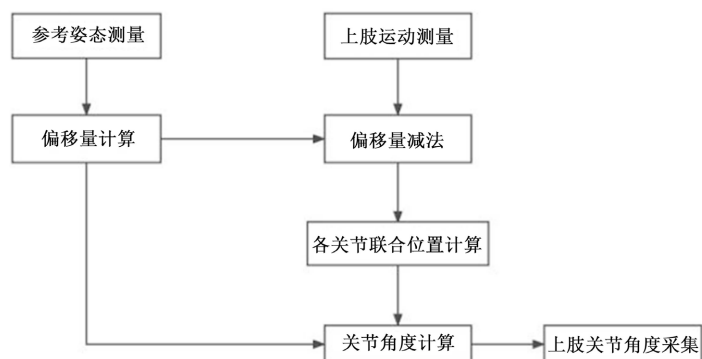 参考姿态测量
上肢运动测量
偏移量计算
偏移量减法
各关节联合位置计算
关节角度计算
上肢关节角度采集